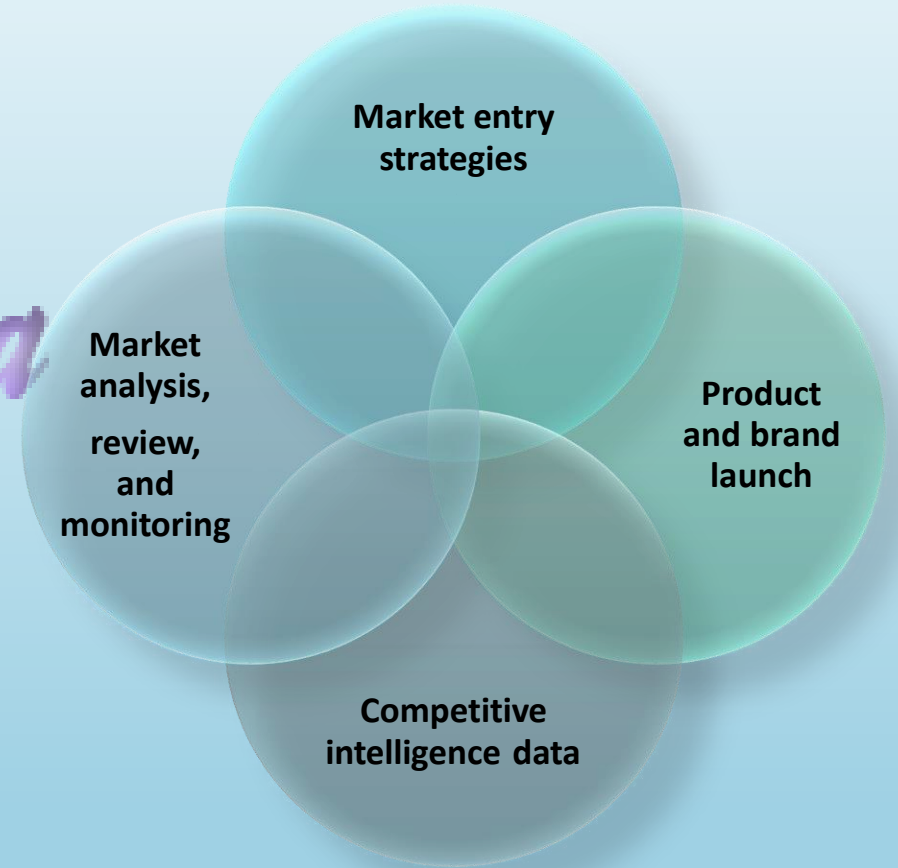 Market entry
strategies
Market
analysis,
review,
and
monitoring
Product
and brand
launch
Competitive
intelligence data